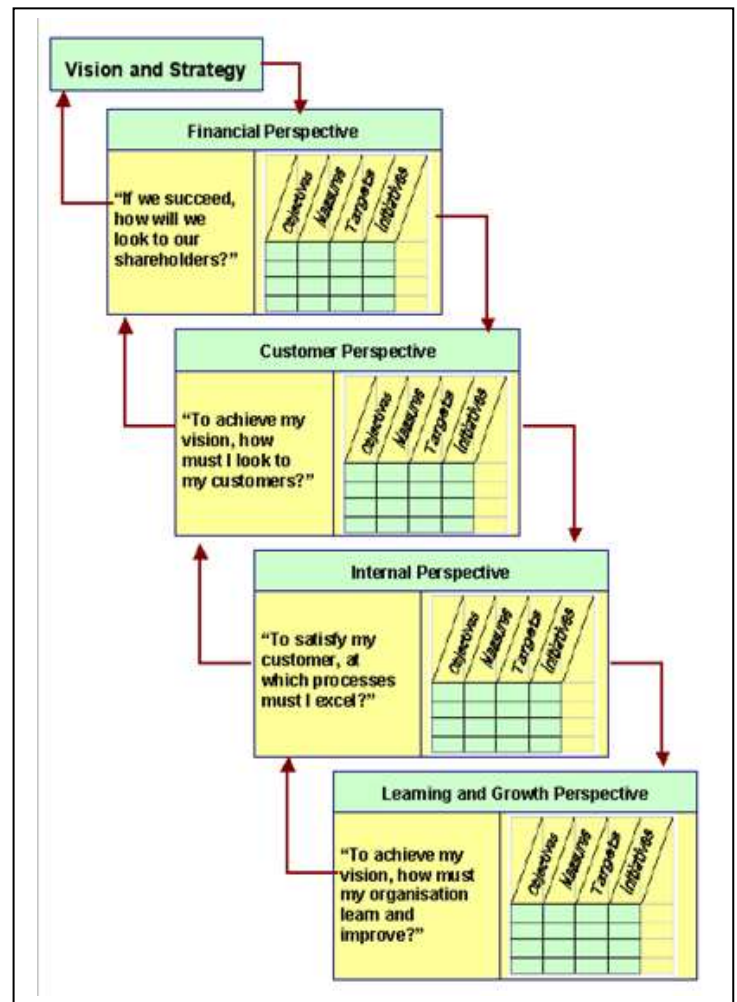 Vision and Strategy
Financial Perspective
“If we succeed,
how will we
look to our
shareholders?”
Objectives
Measures
Targets
Initiatives
Customer Perspective
“To achieve my
vision, how
must I look to
my customers?”
Objectives
Measures
Targets
Initiatives
Internal Perspective
“To satisfy my
customer, at
which processes
must I excel?”
Objectives
Measures
Targets
Initiatives
Learning and Growth Perspective
“To achieve my
vision, how must
my organisation
learn and
improve?”
Objectives
Measures
Targets
Initiatives